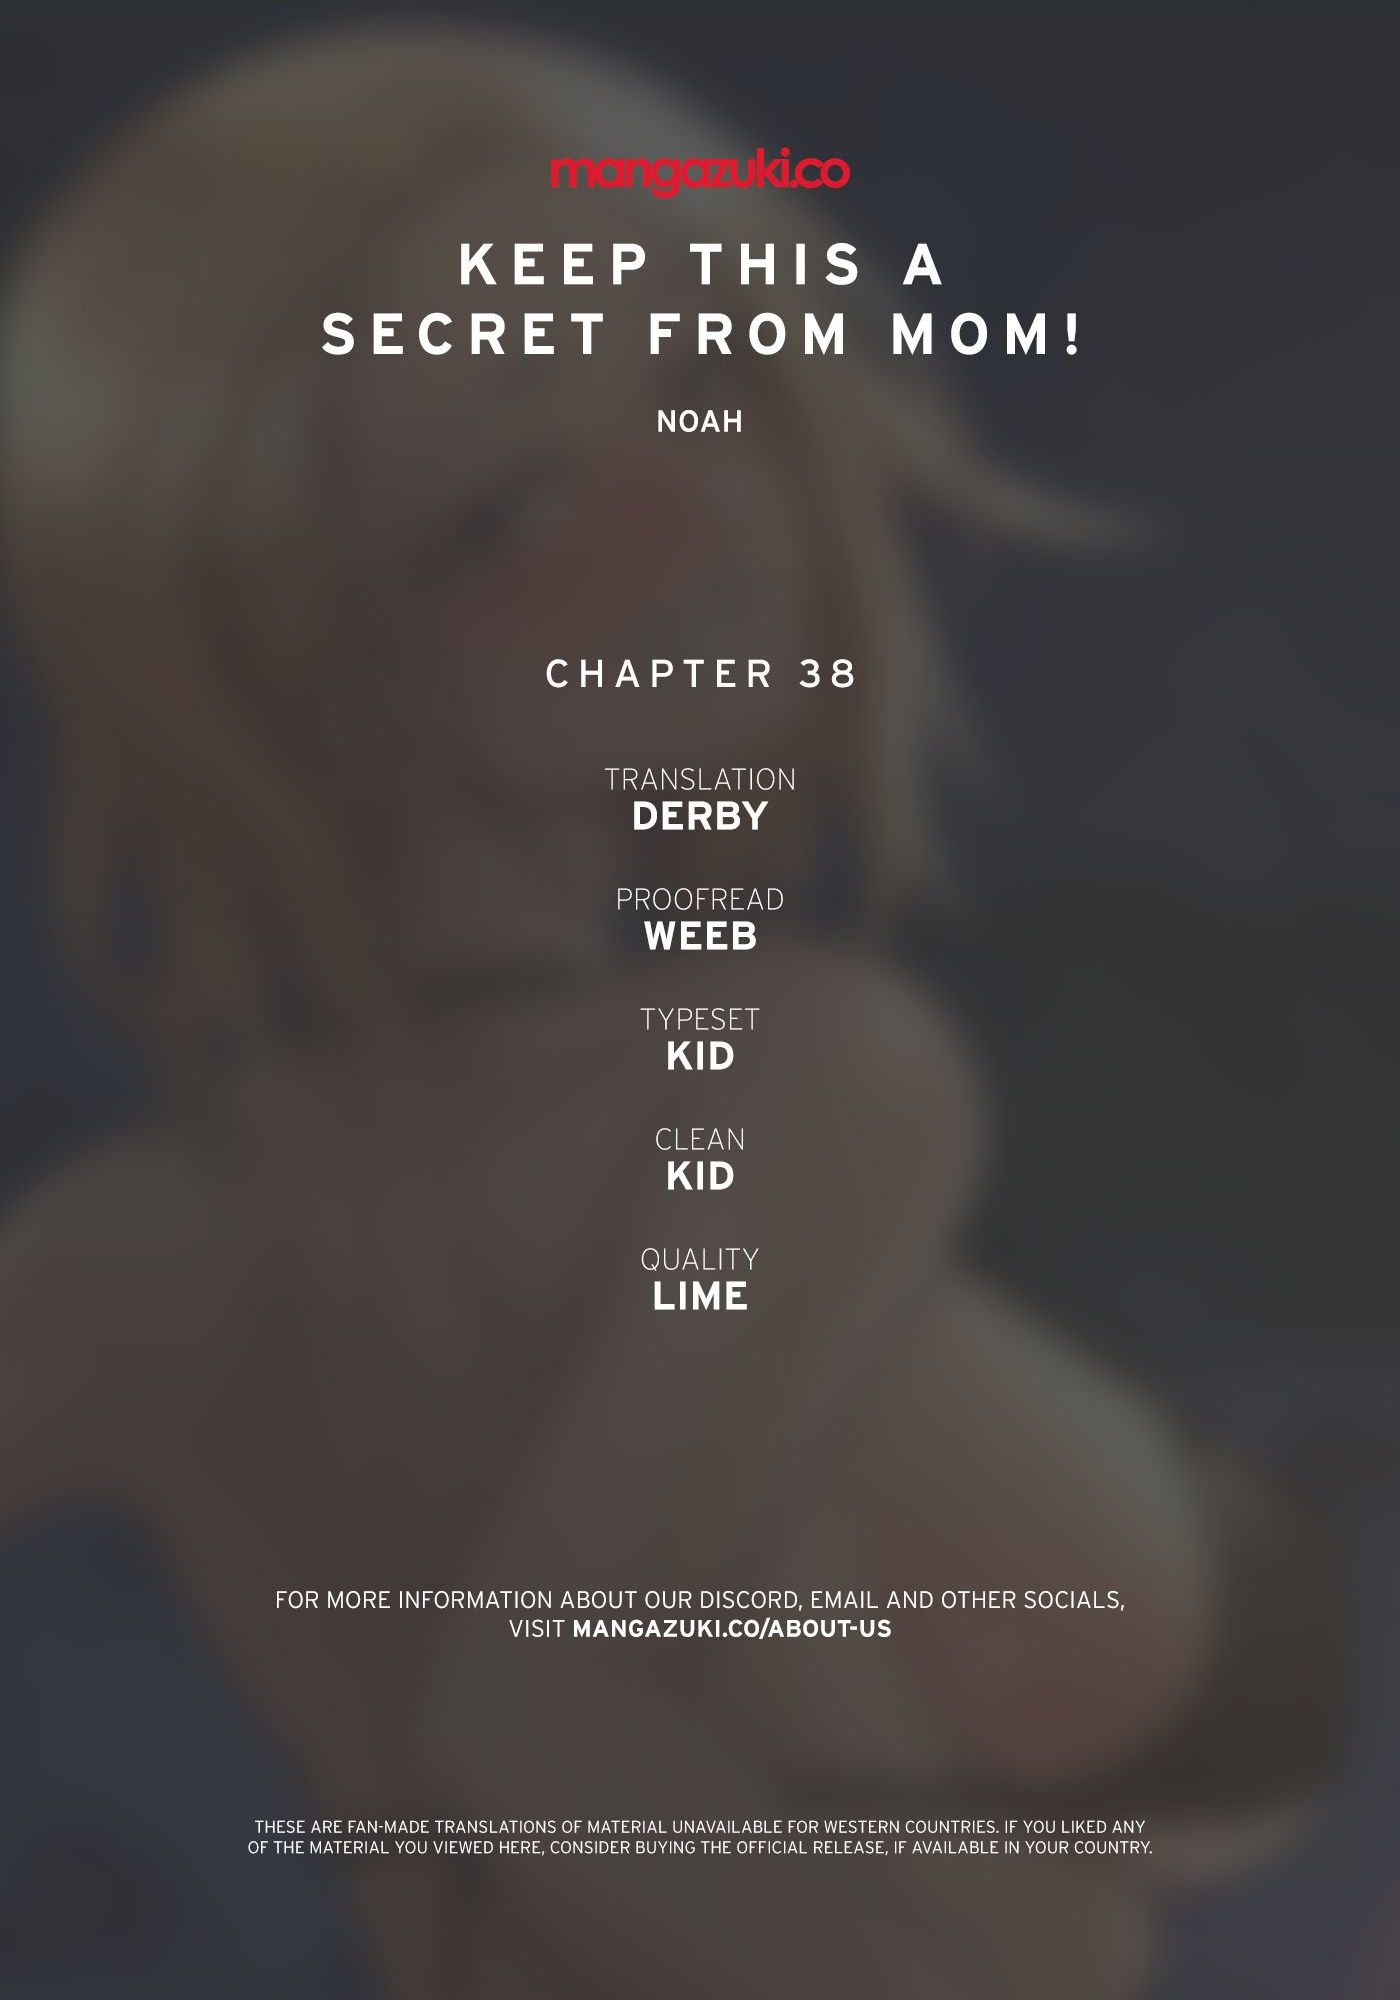 mangazuki.co
KEEP THIS A
SECRET FROM MOM!
NOAH
CHAPTER 38
TRANSLATION
DERBY
PROOFREAD
WEEB
TYPESET
KID
CLEAN
KID
QUALITY
LIME
FOR MORE INFORMATION ABOUT OUR DISCORD, EMAIL AND OTHER SOCIALS,
VISIT MANGAZUKI.CO/ABOUT-US
THESE ARE FAN-MADE TRANSLATIONS OF MATERIAL UNAVAILABLE FOR WESTERN COUNTRIES. IF YOU LIKED ANY
OF THE MATERIAL YOU VIEWED HERE, CONSIDER BUYING THE OFFICIAL RELEASE, IF AVAILABLE IN YOUR COUNTRY.